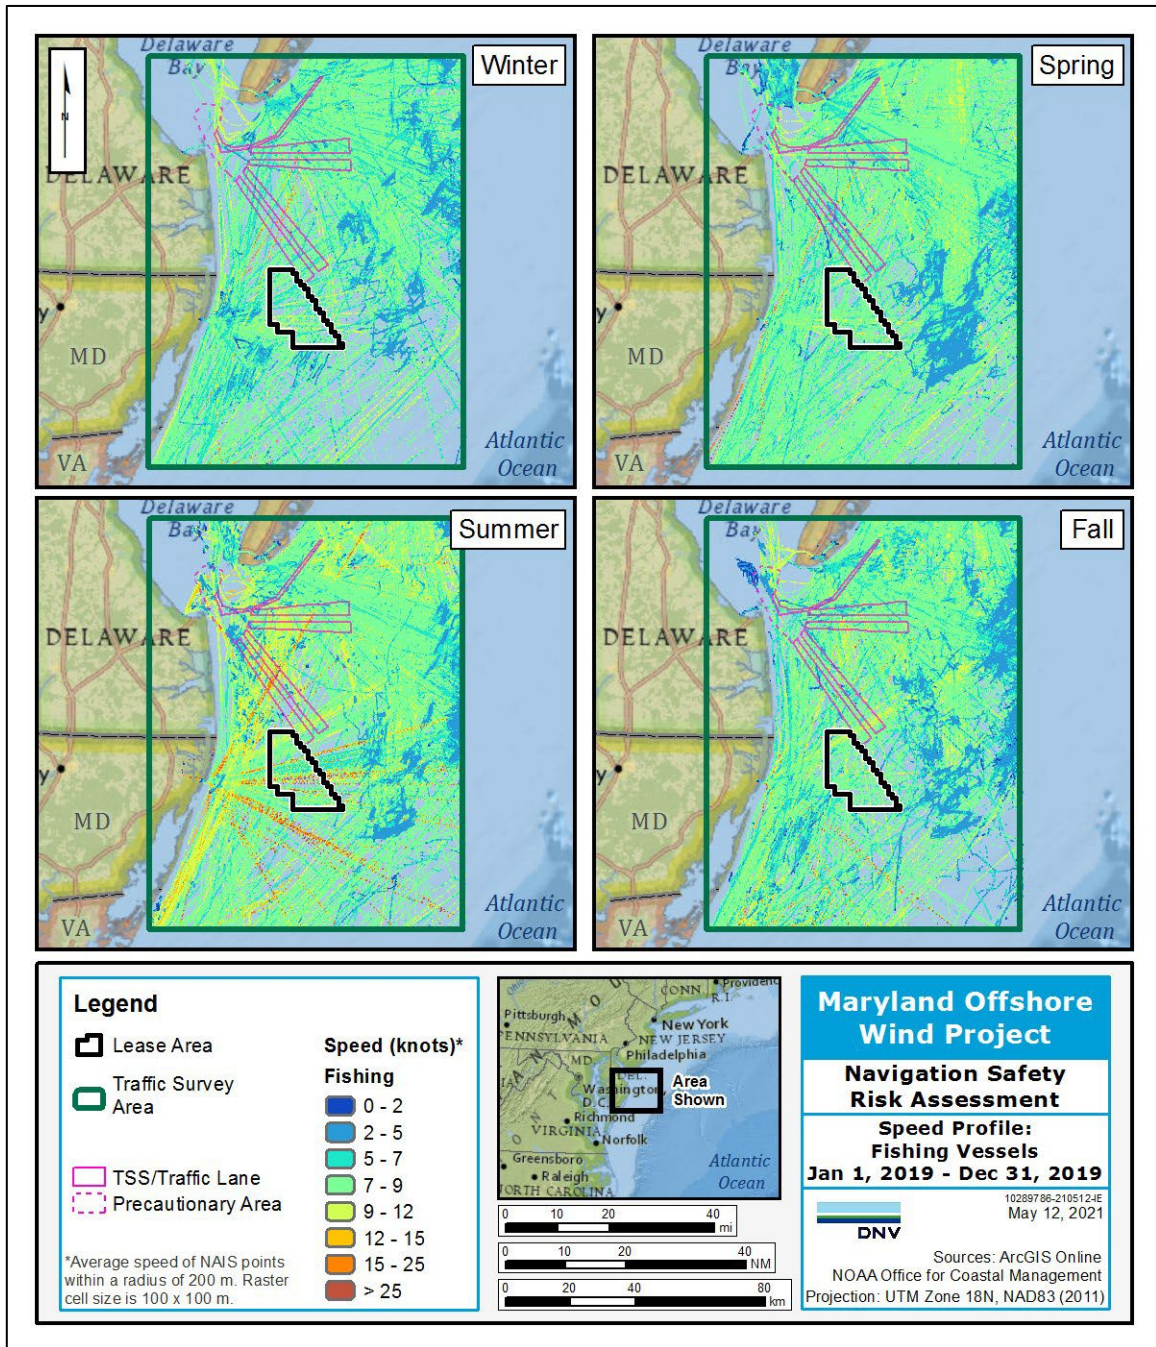 Delaware
Bay
Winter
N
DELAWARE
y
MD
VA
Atlantic
Ocean
Delaware
Bay
Spring
DELAWARE
y
MD
VA
Atlantic
Ocean
Delaware
Bay
Summer
DELAWARE
y
MD
VA
Atlantic
Ocean
Delaware
Bay
Fall
DELAWARE
y
MD
VA
Atlantic
Ocean
Legend
Lease Area
Traffic Survey
Area
TSS/Traffic Lane
Precautionary Area
*Average speed of NAIS points
within a radius of 200 m. Raster
cell size is 100 x 100 m.
Speed (knots)*
Fishing
0 - 2
2 - 5
5 - 7
7 - 9
9 - 12
12 - 15
15 - 25
> 25
Ohio
CONN.
Providenc
R.I.
Pittsburgh
New York
ENNSYLVANIA
NEW JERSEY
Philadelphia
MD.
DEL.
Area
Shown
Washington,
D.C.
Richmond
VIRGINIA
Norfolk
Greensboro
Raleigh
NORTH CAROLINA
Atlantic
Ocean
0 10 20 40
mi
0 10 20 40
NM
0 20 40 80
km
Maryland Offshore
Wind Project
Navigation Safety
Risk Assessment
Speed Profile:
Fishing Vessels
Jan 1, 2019 - Dec 31, 2019
10289786-210512-IE
May 12, 2021
DNV
Sources: ArcGIS Online
NOAA Office for Coastal Management
Projection: UTM Zone 18N, NAD83 (2011)